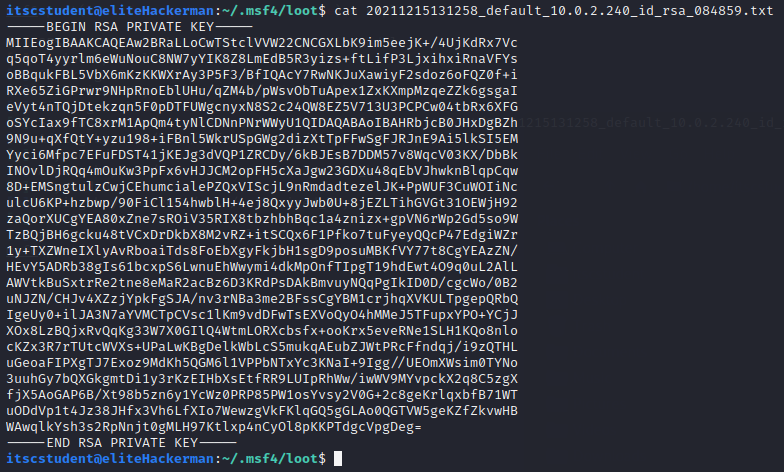 itscstudent@eliteHackerman:~/.msf4/loot$ cat 20211215131258_default_10.0.2.240_id_rsa_084859.txt
-----BEGIN RSA PRIVATE KEY-----
MIIEogIBAAKCAQEAw2BRaLLoCwTStclVVW22CNCGXLbK9im5eejK+/4UjKdRx7Vc
q5qoT4yyrlm6eWuNouC8NW7yYIK8Z8LmEdB5R3yizs+ftLifP3LjxihxiRnaVFYs
oBBqukFBL5VbX6mKzKKWXrAy3P5F3/BfIQAcY7RwNKJuXawiyF2sdoz6oFQZ0f+i
RXe65ZiGPrwr9NHpRnoEblUHu/qZM4b/pWsvObTuApex1ZxKXmpMzqeZZk6gsgaI
eVyt4nTQjDtekzqn5F0pDTFUWgcnyxN8S2c24QW8EZ5V713U3PCPCw04tbRx6XFG
oSYcIax9fTC8xrM1ApQm4tyNlCDNnPNrWWyU1QIDAQABAoIBAHRbjcB0JHxDgBZh
9N9u+qXfQtY+yzu198+iFBnl5WkrUSpGWg2dizXtTpFFwSgFJRJnE9Ai5lkSI5EM
Yyci6Mfpc7EFuFDST41jKEJg3dVQP1ZRCDy/6kBJEsB7DDM57v8WqcV03KX/DbBk
INOvlDjRQq4mOuKw3PpFx6vHJJCM2opFH5cXaJgw23GDXu48qEbVJhwknBlqpCqw
8D+EMSngtulzCwjCEhumcialePZQxVIScjL9nRmdadtezelJK+PpWUF3CuWOIiNc
ulcU6KP+hzbwp/90FiCl154hwblH+4ej8QxyyJwb0U+8jEZLTihGVGt31OEWjH92
zaQorXUCgYEA80xZne7sROiV35RIX8tbzhbhBqc1a4znizx+gpVN6rWp2Gd5so9W
TzBQjBH6gcku48tVCxDrDkbX8M2vRZ+itSCQx6F1Pfko7tuFyeyQQcP47EdgiWZr
1y+TXZWneIXlyAvRboaiTds8FoEbXgyFkjbH1sgD9posuMBKfVY77t8CgYEAzZN/
HEvY5ADRb38gIs61bcxpS6LwnuEhWwymi4dkMpOnfTIpgT19hdEwt4O9q0uL2AlL
AWVtkBuSxtrRe2tne8eMaR2acBz6D3KRdPsDAkBmvuyNQqPgIkID0D/cgcWo/0B2
uNJZN/CHJv4XZzjYpkFgSJA/nv3rNBa3me2BFssCgYBM1crjhqXVKULTpgepQRbQ
IgeUy0+ilJA3N7aYVMCTpCVsc1lKm9vdDFwTsEXVoQyO4hMMeJ5TFupxYPO+YCjJ
XOx8LzBQjxRvQqKg33W7X0GIlQ4WtmLORXcbsfx+ooKrx5eveRNe1SLH1KQo8nlo
cKZx3R7rTUtcWVXs+UPaLwKBgDelkWbLcS5mukqAEubZJWtPRcFfndqj/i9zQTHL
uGeoaFIPXgTJ7Exoz9MdKh5QGM6l1VPPbNTxYc3KNaI+9Igg//UEOmXWsim0TYNo
3uuhGy7bQXGkgmtDi1y3rKzEIHbXsEtfRR9LUIpRhWw/iwWV9MYvpckX2q8C5zgX
fjX5AoGAP6B/Xt98b5zn6y1YcWz0PRP85PW1osYvsy2V0G+2c8geKrlqxbfB71WT
uODdVp1t4Jz38JHfx3Vh6LfXIo7WewzgVkFKlqGQ5gGLAo0QGTVW5geKZfZkvwHB
WAwqlkYsh3s2RpNnjt0gMLH97Ktlxp4nCyOl8pKKPTdgcVpgDeg=
-----END RSA PRIVATE KEY-----
itscstudent@eliteHackerman:~/.msf4/loot$